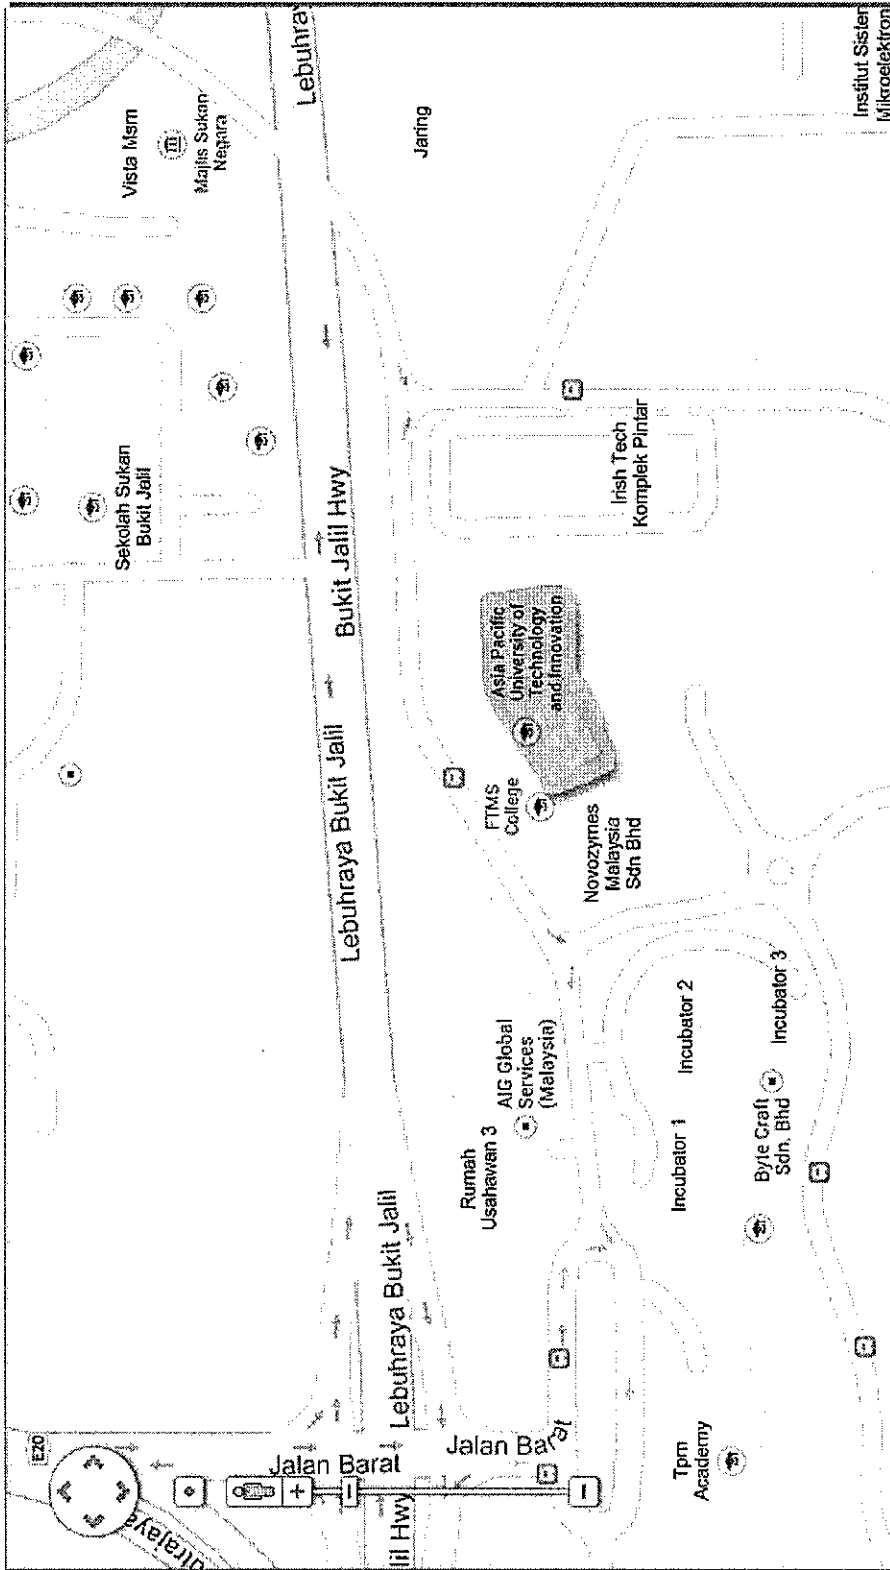 E20
Sekolah Sukan
Bukit Jalil
Vista Msm
Majlis Sukan
Negara
utrajaya
Jalan Barat
Lebuhraya Bukit Jalil
Bukit Jalil Hwy
Lebuhra
lil Hwy
Lebuhraya Bukit Jalil
Jaring
Jalan Barat
Rumah
Usahawan 3
AIG Global
Services
(Malaysia)
FTMS
College
Asia Pacific
University of
Technology
and Innovation
Novozymes
Malaysia
Sdn Bhd
Irish Tech
Komplek Pintar
Tpm
Academy
Incubator 1
Incubator 2
Byte Craft
Sdn. Bhd
Incubator 3
Institut Sistem
Mikroelektron